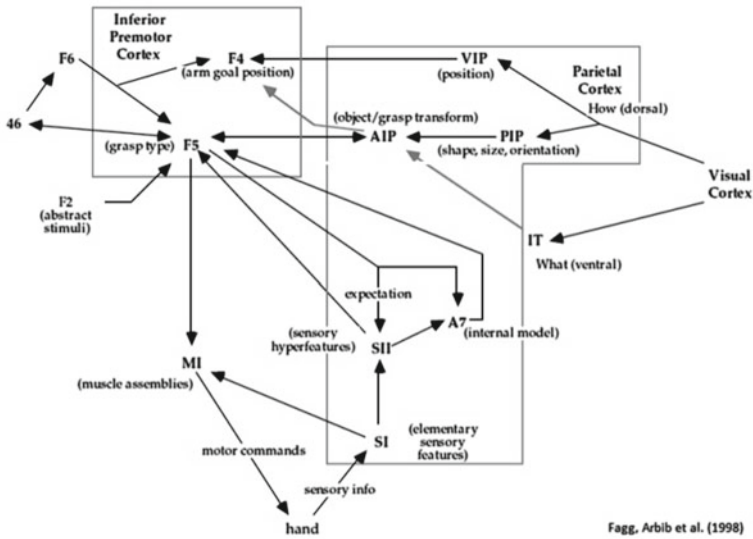 Inferior
Premotor
Cortex
F6
F4
(arm goal position)
VIP
(position)
Parietal
Cortex
How (dorsal)
46
(object/grasp transform)
AIP
PIP
(shape, size, orientation)
(grasp type)
F5
Visual
Cortex
F2
(abstract
stimuli)
IT
What (ventral)
expectation
A7
(internal model)
(sensory
hyperfeatures)
SII
MI
(muscle assemblies)
SI
(elementary
sensory
features)
motor commands
sensory info
hand
Fagg, Arbib et al. (1998)